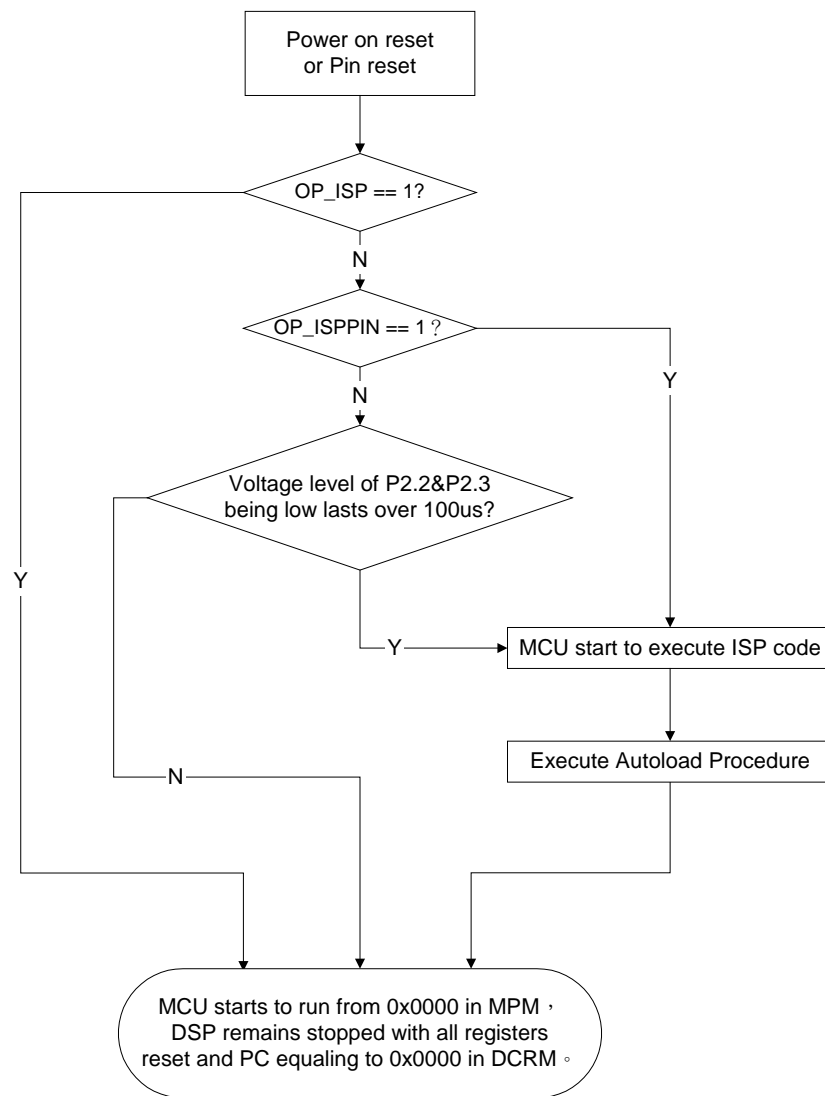 Power on reset
or Pin reset
OP_ISP == 1?
N
OP_ISPPIN == 1？
Y
N
Voltage level of P2.2&P2.3
being low lasts over 100us?
Y
Y
MCU start to execute ISP code
Execute Autoload Procedure
N
MCU starts to run from 0x0000 in MPM，
DSP remains stopped with all registers
reset and PC equaling to 0x0000 in DCRM。